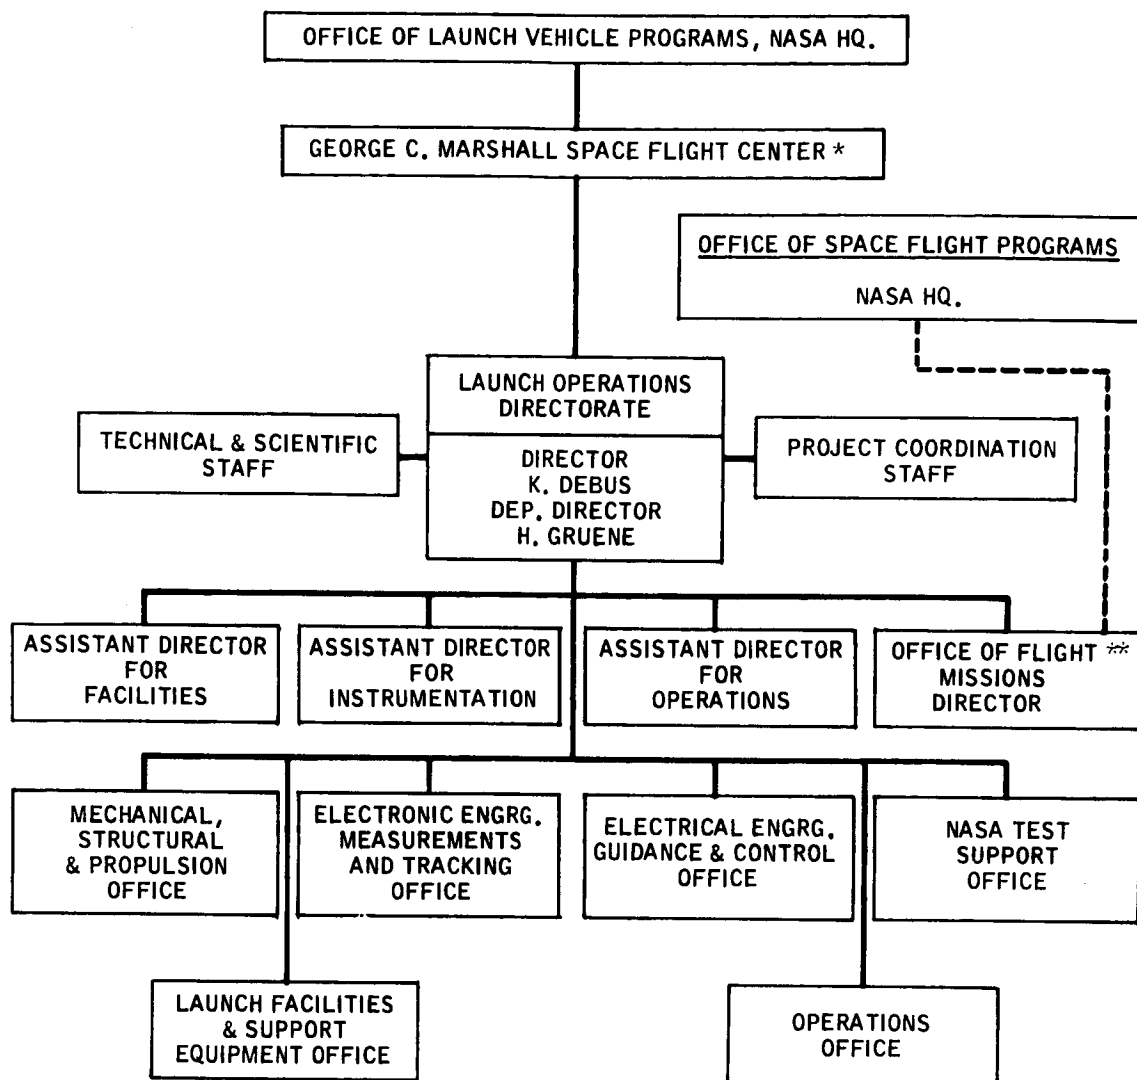 OFFICE OF LAUNCH VEHICLE PROGRAMS, NASA HQ.
GEORGE C. MARSHALL SPACE FLIGHT CENTER *
OFFICE OF SPACE FLIGHT PROGRAMS
NASA HQ.
LAUNCH OPERATIONS
DIRECTORATE
TECHNICAL & SCIENTIFIC
STAFF
DIRECTOR
K. DEBUS
DEP. DIRECTOR
H. GRUENE
PROJECT COORDINATION
STAFF
ASSISTANT DIRECTOR
FOR
FACILITIES
ASSISTANT DIRECTOR
FOR
INSTRUMENTATION
ASSISTANT DIRECTOR
FOR
OPERATIONS
OFFICE OF FLIGHT **
MISSIONS
DIRECTOR
MECHANICAL,
STRUCTURAL
& PROPULSION
OFFICE
ELECTRONIC ENGRG.
MEASUREMENTS
AND TRACKING
OFFICE
ELECTRICAL ENGRG.
GUIDANCE & CONTROL
OFFICE
NASA TEST
SUPPORT
OFFICE
LAUNCH FACILITIES
& SUPPORT
EQUIPMENT OFFICE
OPERATIONS
OFFICE